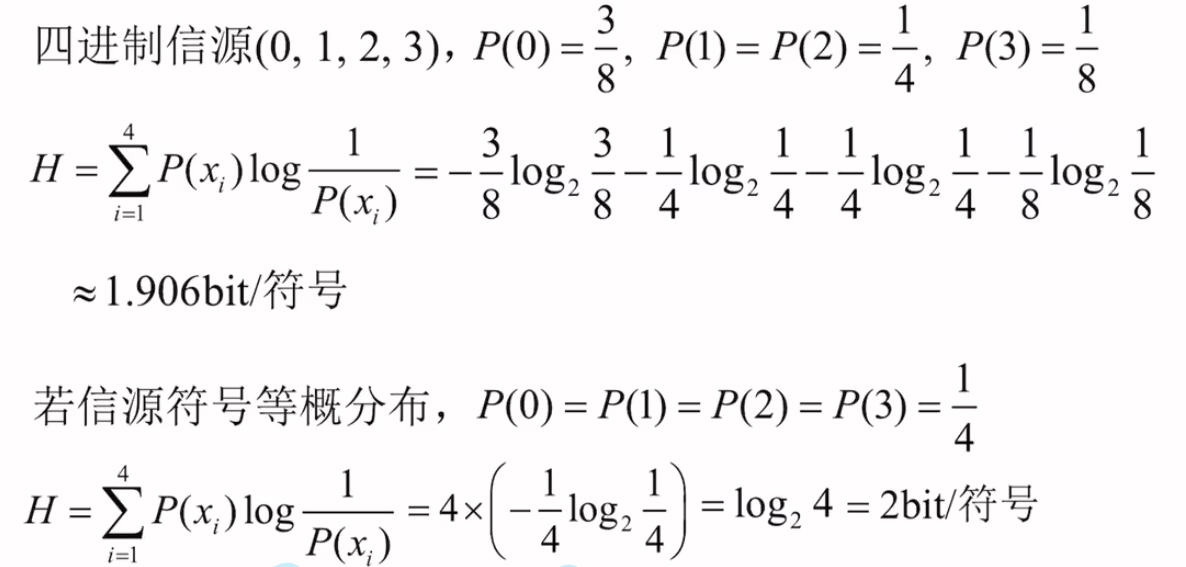 四进制信源(0, 1, 2, 3)，P(0) = 3/8, P(1) = P(2) = 1/4, P(3) = 1/8
H = ∑_{i=1}^{4} P(x_i) log 1/P(x_i) = −3/8 log₂ 3/8 − 1/4 log₂ 1/4 − 1/4 log₂ 1/4 − 1/8 log₂ 1/8
≈ 1.906bit/符号
若信源符号等概分布，P(0) = P(1) = P(2) = P(3) = 1/4
H = ∑_{i=1}^{4} P(x_i) log 1/P(x_i) = 4×(−1/4 log₂ 1/4) = log₂ 4 = 2bit/符号